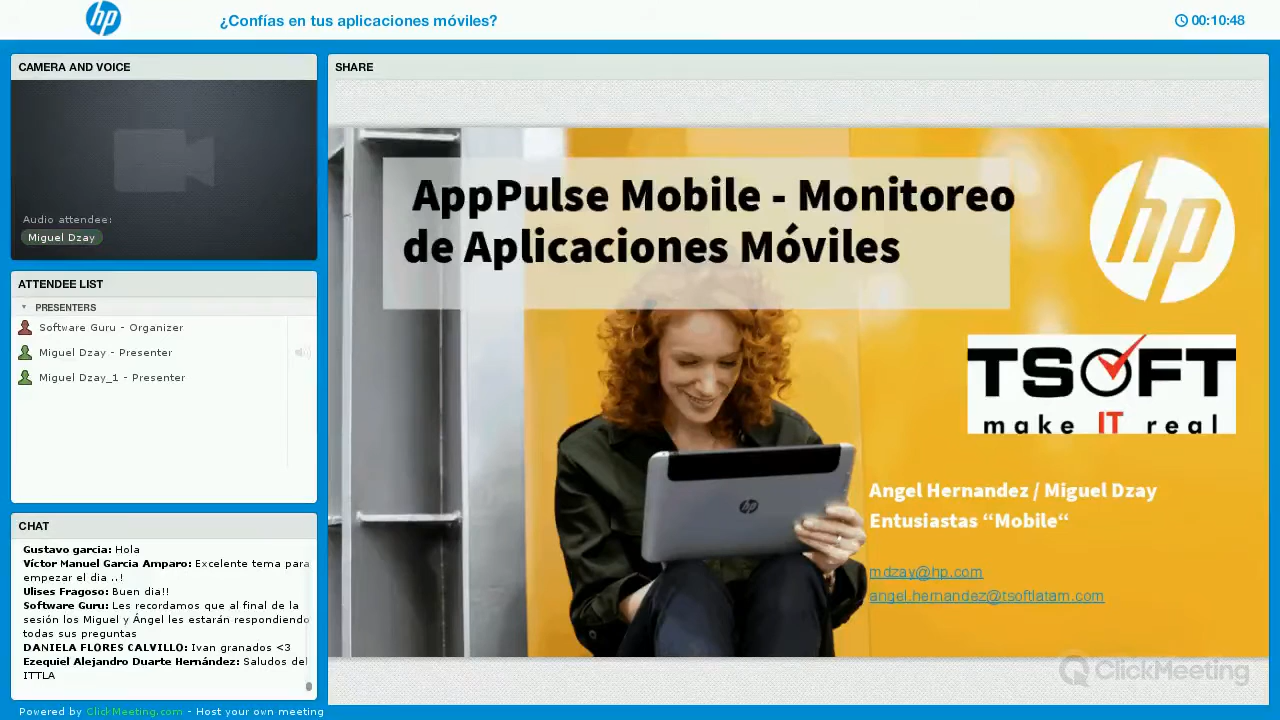 hp
¿Confías en tus aplicaciones móviles?
00:10:48
CAMERA AND VOICE
Audio attendee:
Miguel Dzay
ATTENDEE LIST
PRESENTERS
Software Guru - Organizer
Miguel Dzay - Presenter
Miguel Dzay_1 - Presenter
CHAT
Gustavo garcia: Hola
Víctor Manuel Garcia Amparo: Excelente tema para
empezar el dia ..!
Ulises Fragoso: Buen dia!!
Software Guru: Les recordamos que al final de la
sesión los Miguel y Ángel les estarán respondiendo
todas sus preguntas
DANIELA FLORES CALVILLO: Ivan granados <3
Ezequiel Alejandro Duarte Hernández: Saludos del
ITTLA
Powered by ClickMeeting.com - Host your own meeting
SHARE
AppPulse Mobile - Monitoreo
de Aplicaciones Móviles
hp
TSOFT
make IT real
hp
Angel Hernandez / Miguel Dzay
Entusiastas “Mobile“
mdzay@hp.com
angel.hernandez@tsoftlatam.com
ClickMeeting